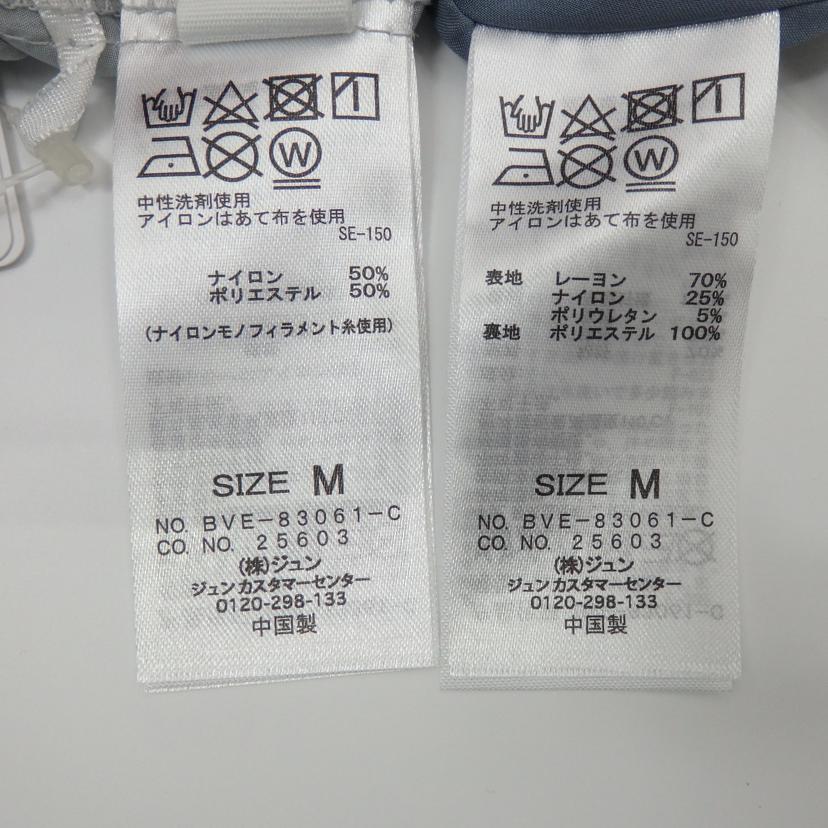 W
中性洗剤使用
アイロンはあて布を使用
SE-150
ナイロン 50%
ポリエステル 50%
(ナイロンモノフィラメント糸使用)
SIZE M
NO. BVE-83061-C
CO. NO. 25603
(株)ジュン
ジュンカスタマーセンター
0120-298-133
中国製
W
中性洗剤使用
アイロンはあて布を使用
SE-150
表地 レーヨン 70%
ナイロン 25%
ポリウレタン 5%
裏地 ポリエステル 100%
SIZE M
NO. BVE-83061-C
CO. NO. 25603
(株)ジュン
ジュンカスタマーセンター
0120-298-133
中国製